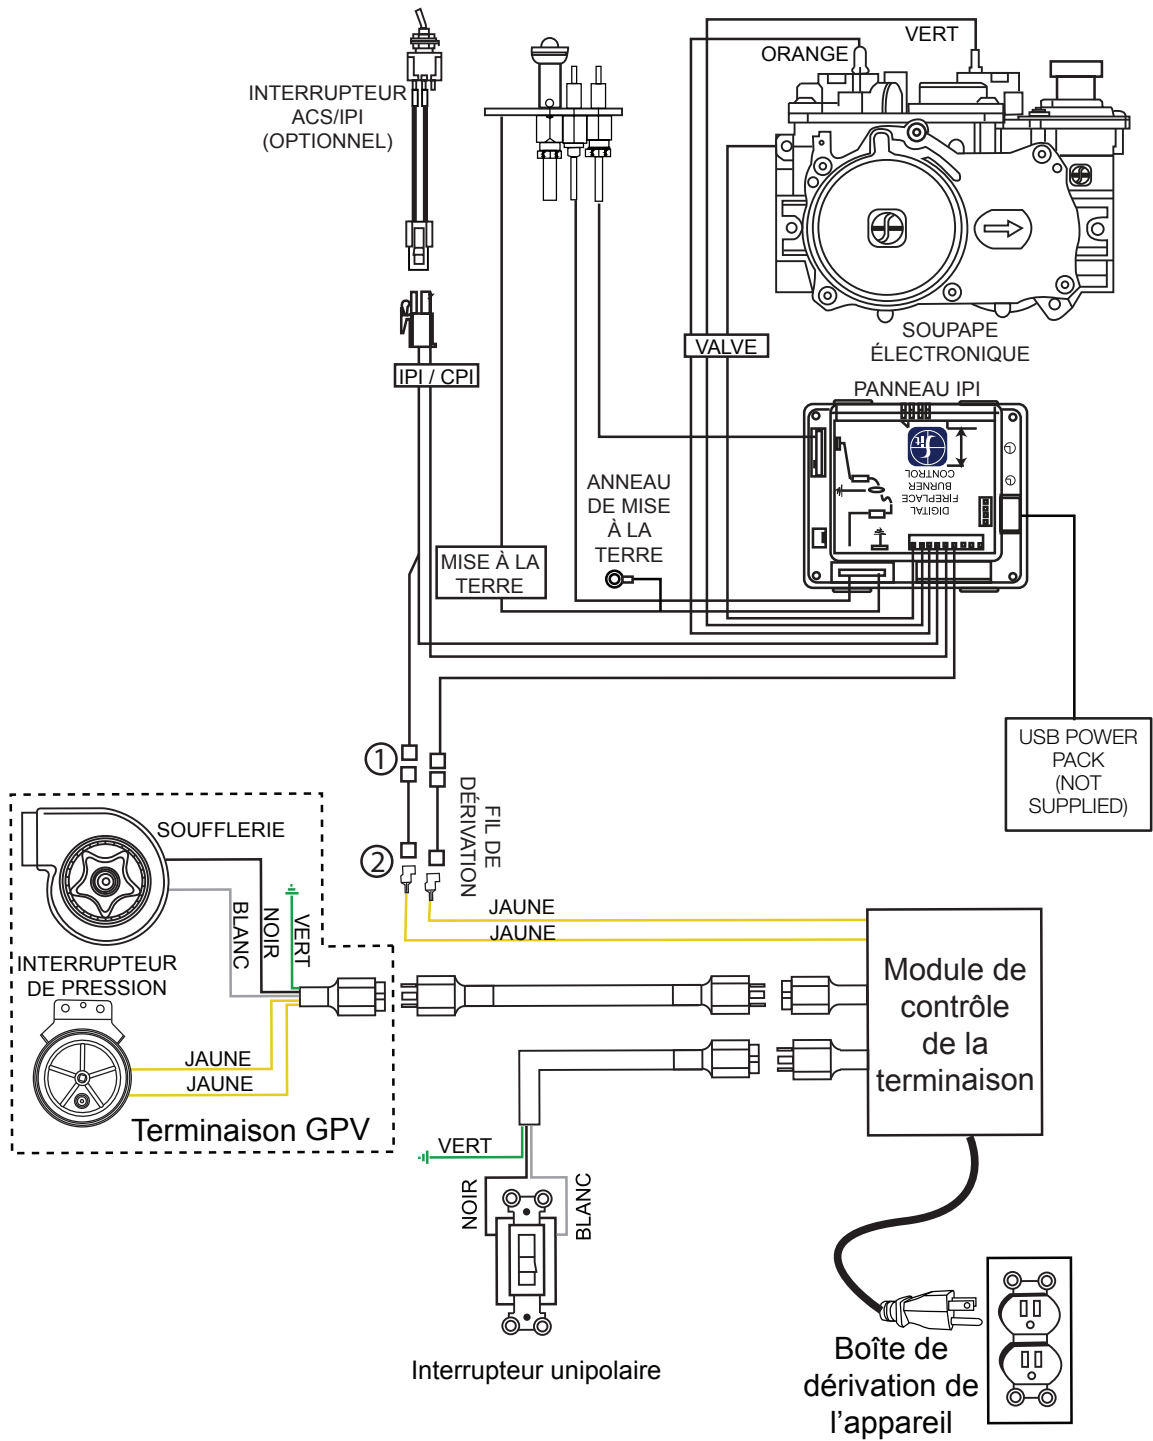 VERT
ORANGE
INTERRUPTEUR
ACS/IPI
(OPTIONNEL)
SOUPAPE
ÉLECTRONIQUE
VALVE
IPI / CPI
PANNEAU IPI
fit
DIGITAL
FIREPLACE
BURNER
CONTROL
ANNEAU
DE MISE
À LA
TERRE
MISE À LA
TERRE
USB POWER
PACK
(NOT
SUPPLIED)
1
FIL DE
DÉRIVATION
2
SOUFFLERIE
BLANC
NOIR
VERT
JAUNE
JAUNE
INTERRUPTEUR
DE PRESSION
JAUNE
JAUNE
Terminaison GPV
Module de
contrôle
de la
terminaison
VERT
NOIR
BLANC
Interrupteur unipolaire
Boîte de
dérivation de
l'appareil